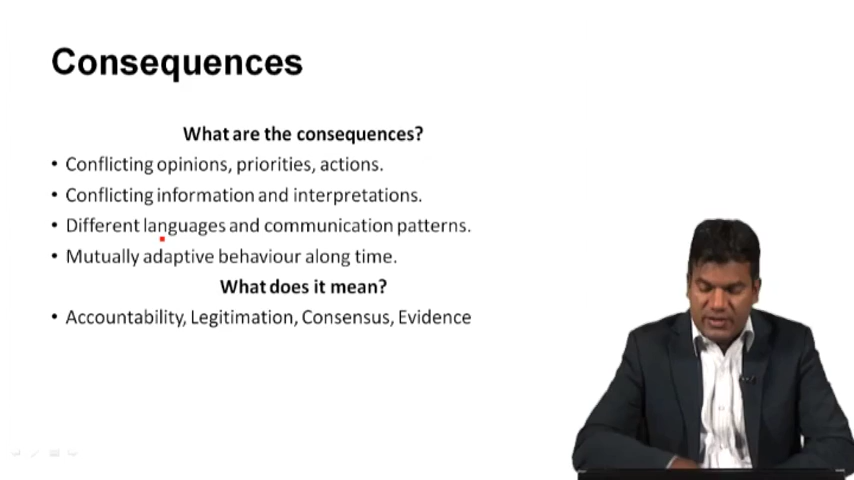 Consequences
What are the consequences?
• Conflicting opinions, priorities, actions.
• Conflicting information and interpretations.
• Different languages and communication patterns.
• Mutually adaptive behaviour along time.
What does it mean?
• Accountability, Legitimation, Consensus, Evidence